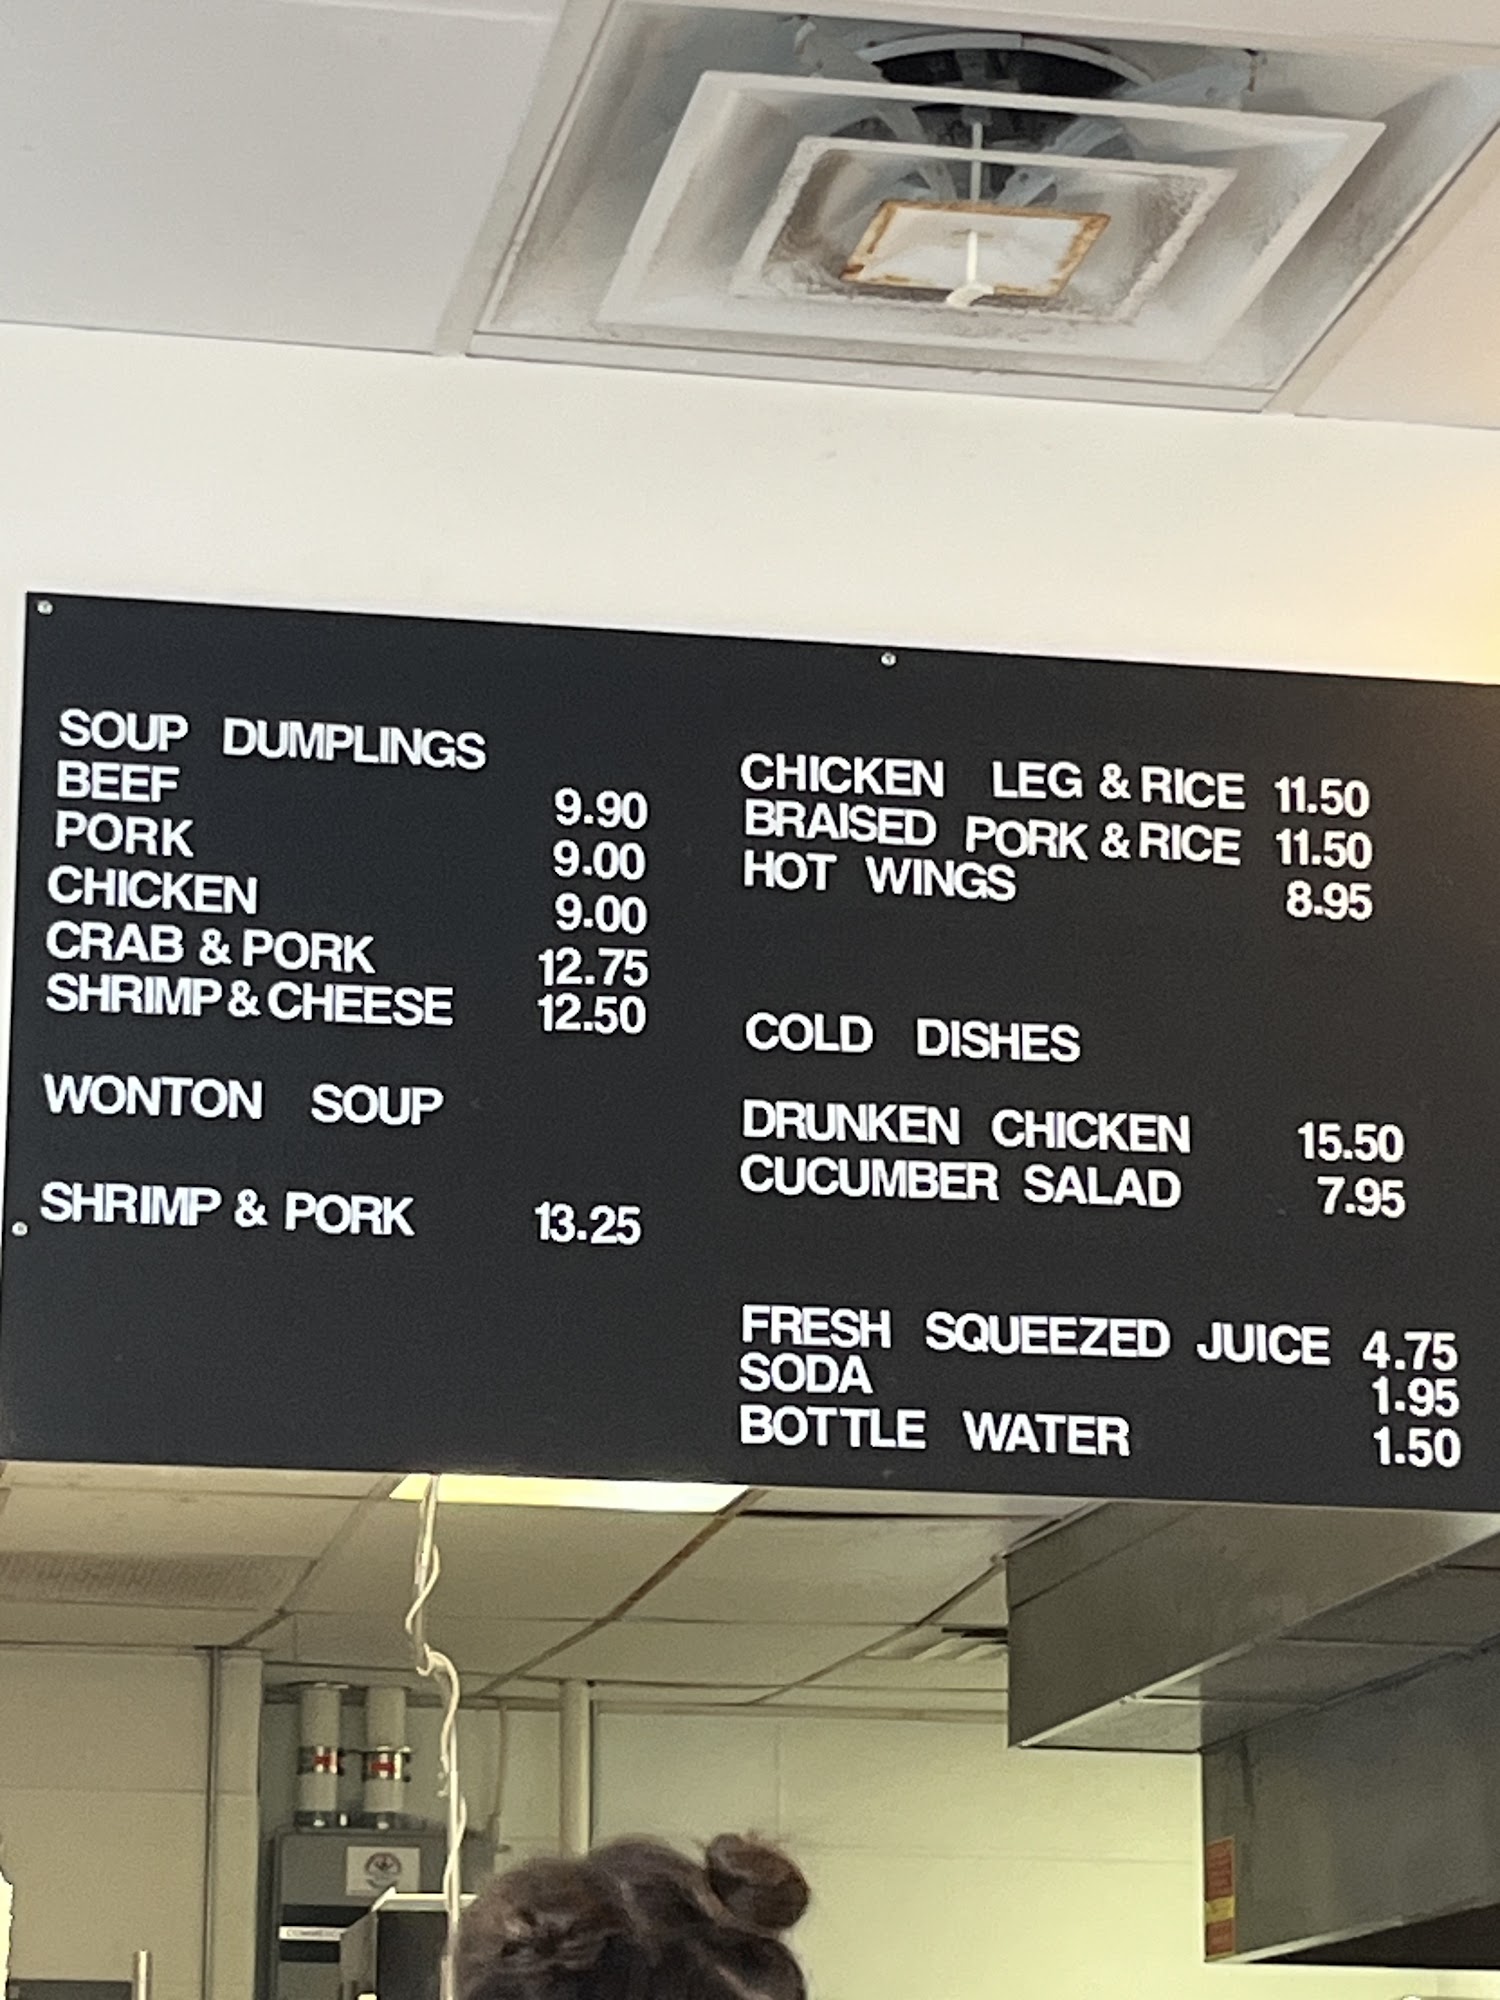 SOUP DUMPLINGS
BEEF 9.90
PORK 9.00
CHICKEN 9.00
CRAB & PORK 12.75
SHRIMP & CHEESE 12.50
WONTON SOUP
SHRIMP & PORK 13.25
CHICKEN LEG & RICE 11.50
BRAISED PORK & RICE 11.50
HOT WINGS 8.95
COLD DISHES
DRUNKEN CHICKEN 15.50
CUCUMBER SALAD 7.95
FRESH SQUEEZED JUICE 4.75
SODA 1.95
BOTTLE WATER 1.50